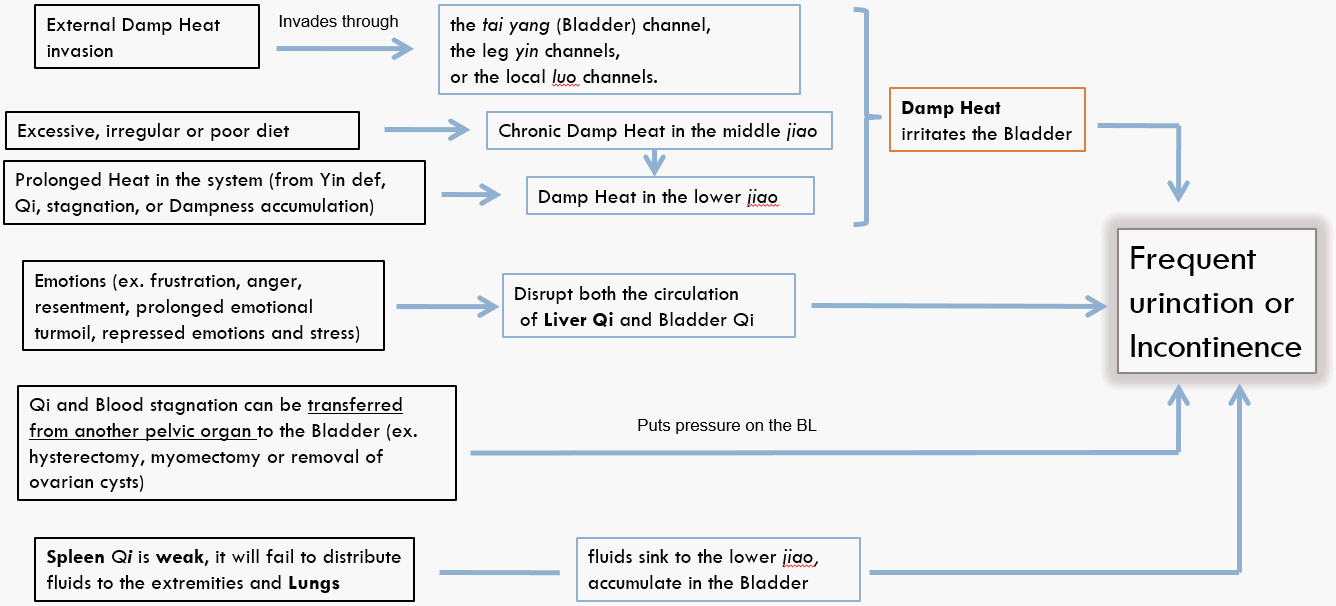 External Damp Heat
invasion
Invades through
the tai yang (Bladder) channel,
the leg yin channels,
or the local luo channels.
Excessive, irregular or poor diet
Chronic Damp Heat in the middle jiao
Damp Heat
irritates the Bladder
Prolonged Heat in the system (from Yin def,
Qi, stagnation, or Dampness accumulation)
Damp Heat in the lower jiao
Emotions (ex. frustration, anger,
resentment, prolonged emotional
turmoil, repressed emotions and stress)
Disrupt both the circulation
of Liver Qi and Bladder Qi
Frequent
urination or
Incontinence
Qi and Blood stagnation can be transferred
from another pelvic organ to the Bladder (ex.
hysterectomy, myomectomy or removal of
ovarian cysts)
Puts pressure on the BL
Spleen Qi is weak, it will fail to distribute
fluids to the extremities and Lungs
fluids sink to the lower jiao,
accumulate in the Bladder